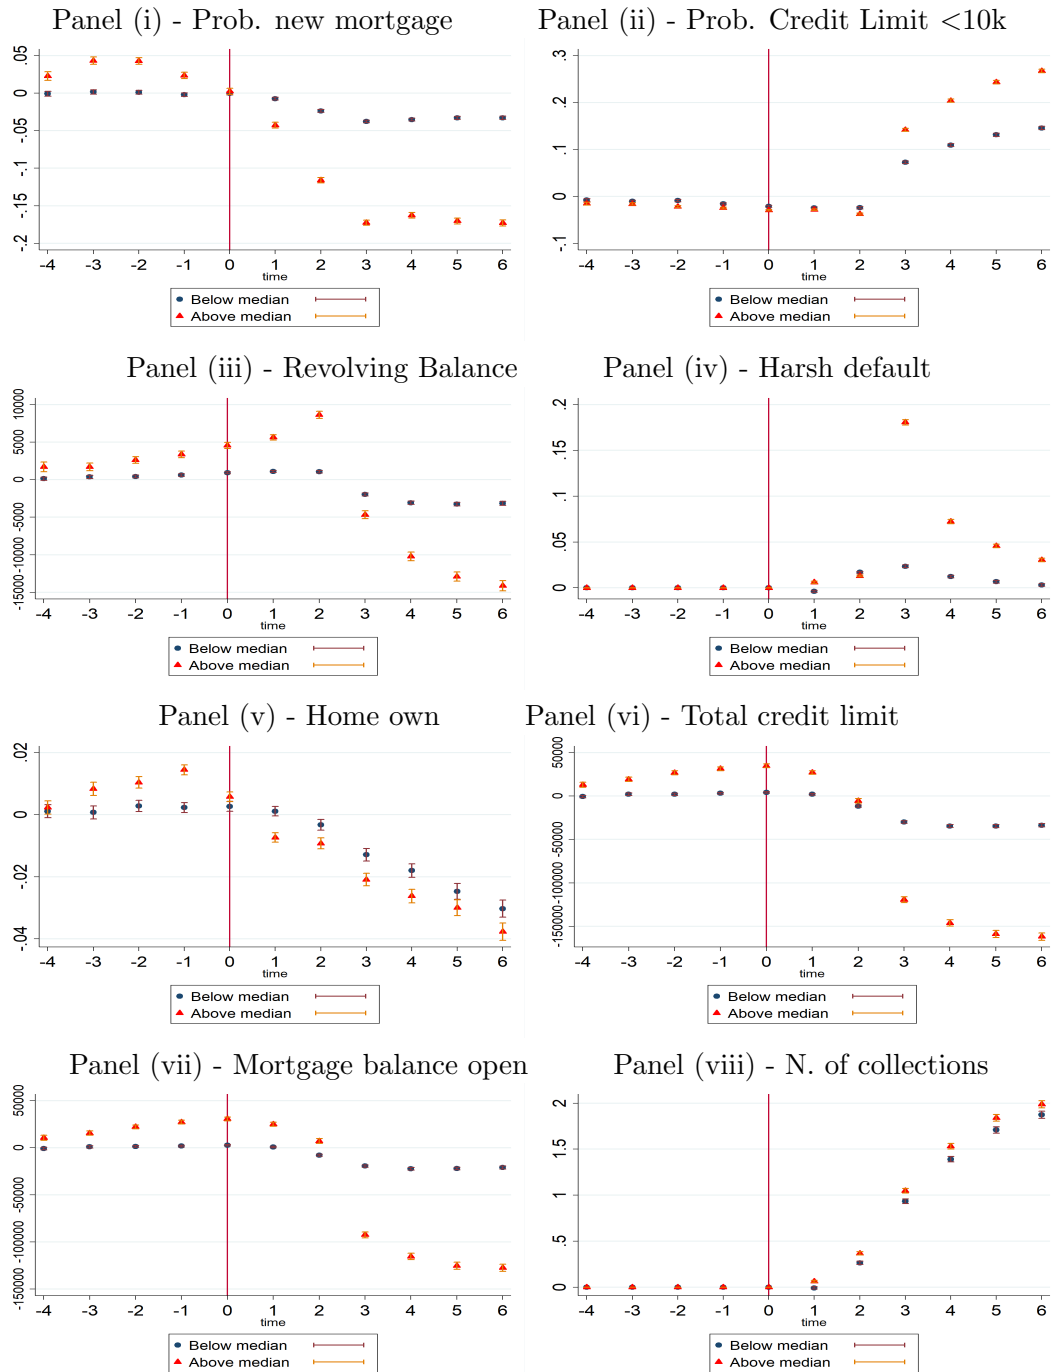 Panel (i) - Prob. new mortgage
.05
0
-.05
-.1
-.15
-.2
-4 -3 -2 -1 0 1 2 3 4 5 6
time
Below median
Above median
Panel (ii) - Prob. Credit Limit <10k
.3
.2
.1
0
-.1
-4 -3 -2 -1 0 1 2 3 4 5 6
time
Below median
Above median
Panel (iii) - Revolving Balance
10000
5000
0
-5000
-10000
-15000
-4 -3 -2 -1 0 1 2 3 4 5 6
time
Below median
Above median
Panel (iv) - Harsh default
.2
.15
.1
.05
0
-4 -3 -2 -1 0 1 2 3 4 5 6
time
Below median
Above median
Panel (v) - Home own
.02
0
-.02
-.04
-4 -3 -2 -1 0 1 2 3 4 5 6
time
Below median
Above median
Panel (vi) - Total credit limit
50000
0
-50000
-100000
-150000
-4 -3 -2 -1 0 1 2 3 4 5 6
time
Below median
Above median
Panel (vii) - Mortgage balance open
50000
0
-50000
-100000
-150000
-4 -3 -2 -1 0 1 2 3 4 5 6
time
Below median
Above median
Panel (viii) - N. of collections
2
1.5
1
.5
0
-4 -3 -2 -1 0 1 2 3 4 5 6
time
Below median
Above median